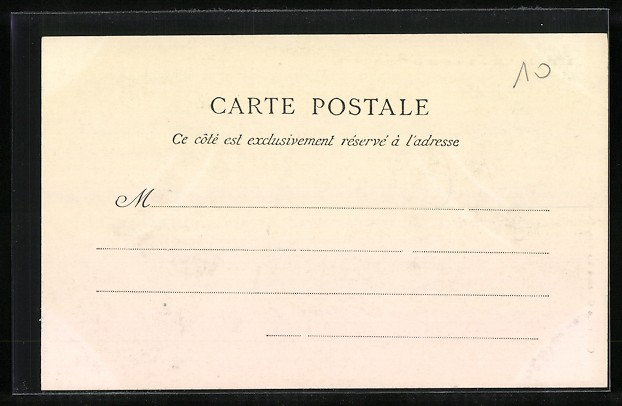 10
CARTE POSTALE
Ce côté est exclusivement réservé à l'adresse
M